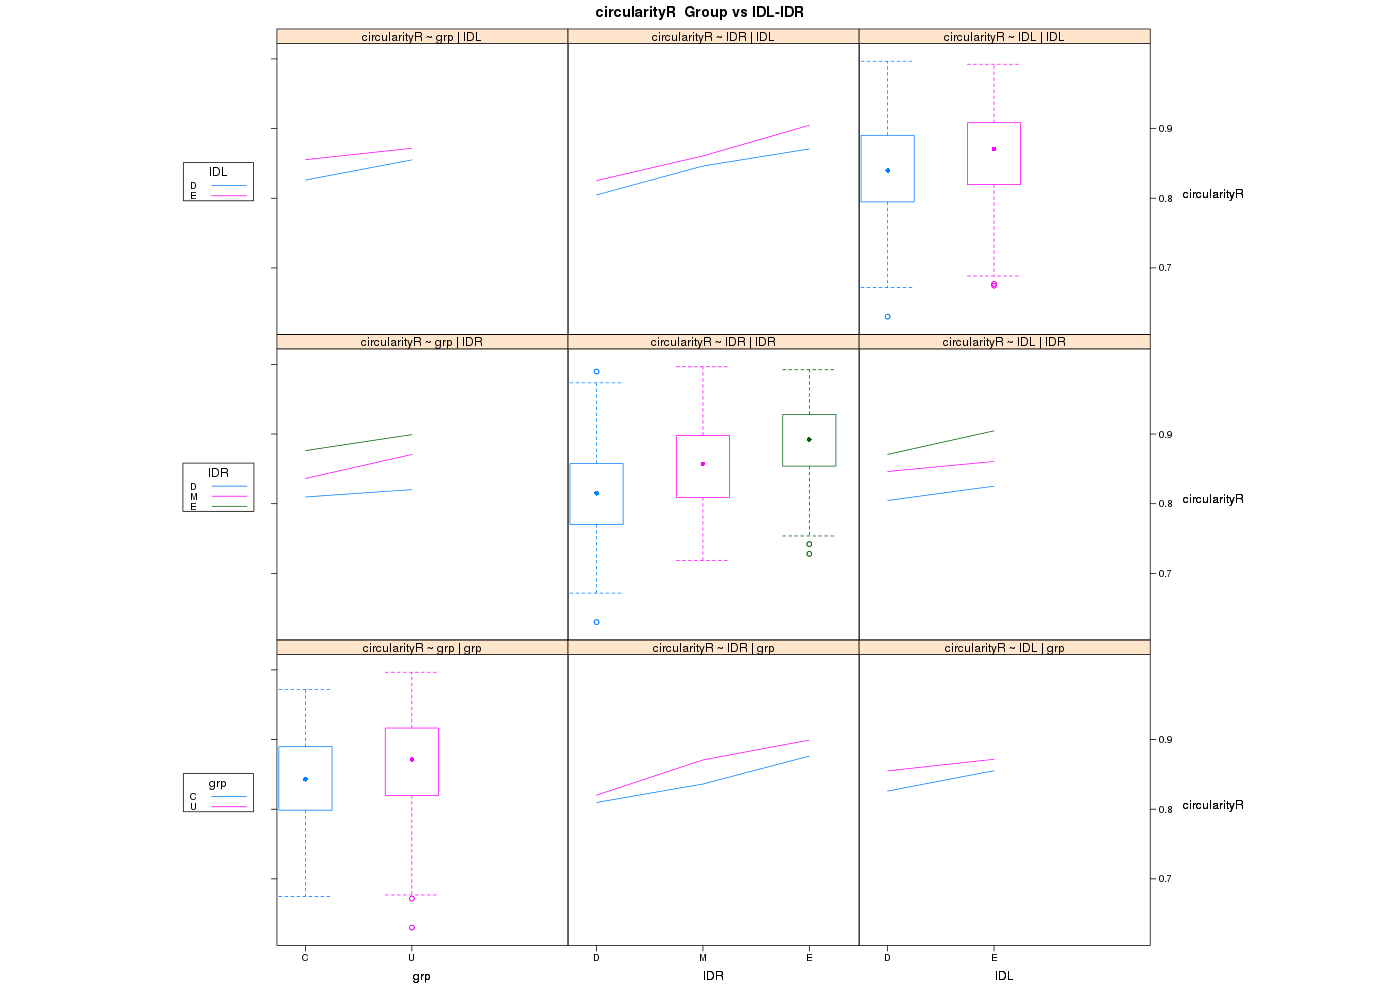 circularityR  Group vs IDL-IDR
circularityR ~ grp | IDL
circularityR ~ IDR | IDL
circularityR ~ IDL | IDL
IDL
D
E
0.9
0.8
0.7
circularityR
circularityR ~ grp | IDR
circularityR ~ IDR | IDR
circularityR ~ IDL | IDR
IDR
D
M
E
0.9
0.8
0.7
circularityR
circularityR ~ grp | grp
circularityR ~ IDR | grp
circularityR ~ IDL | grp
grp
C
U
0.9
0.8
0.7
circularityR
C U D M E D E
grp IDR IDL